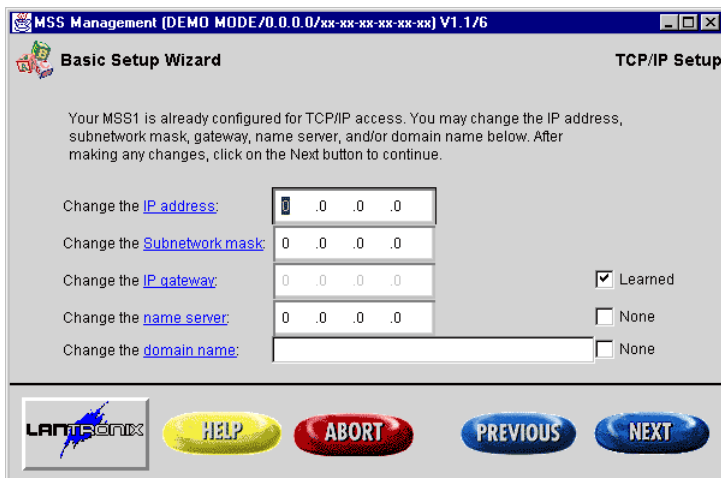 MSS Management (DEMO MODE/0.0.0.0/xx-xx-xx-xx-xx-xx) V1.1/6
Basic Setup Wizard TCP/IP Setup
Your MSS1 is already configured for TCP/IP access. You may change the IP address,
subnetwork mask, gateway, name server, and/or domain name below. After
making any changes, click on the Next button to continue.
Change the IP address: 0 .0 .0 .0
Change the Subnetwork mask: 0 .0 .0 .0
Change the IP gateway: 0 .0 .0 .0 Learned
Change the name server: 0 .0 .0 .0 None
Change the domain name: None
LANTRONIX HELP ABORT PREVIOUS NEXT